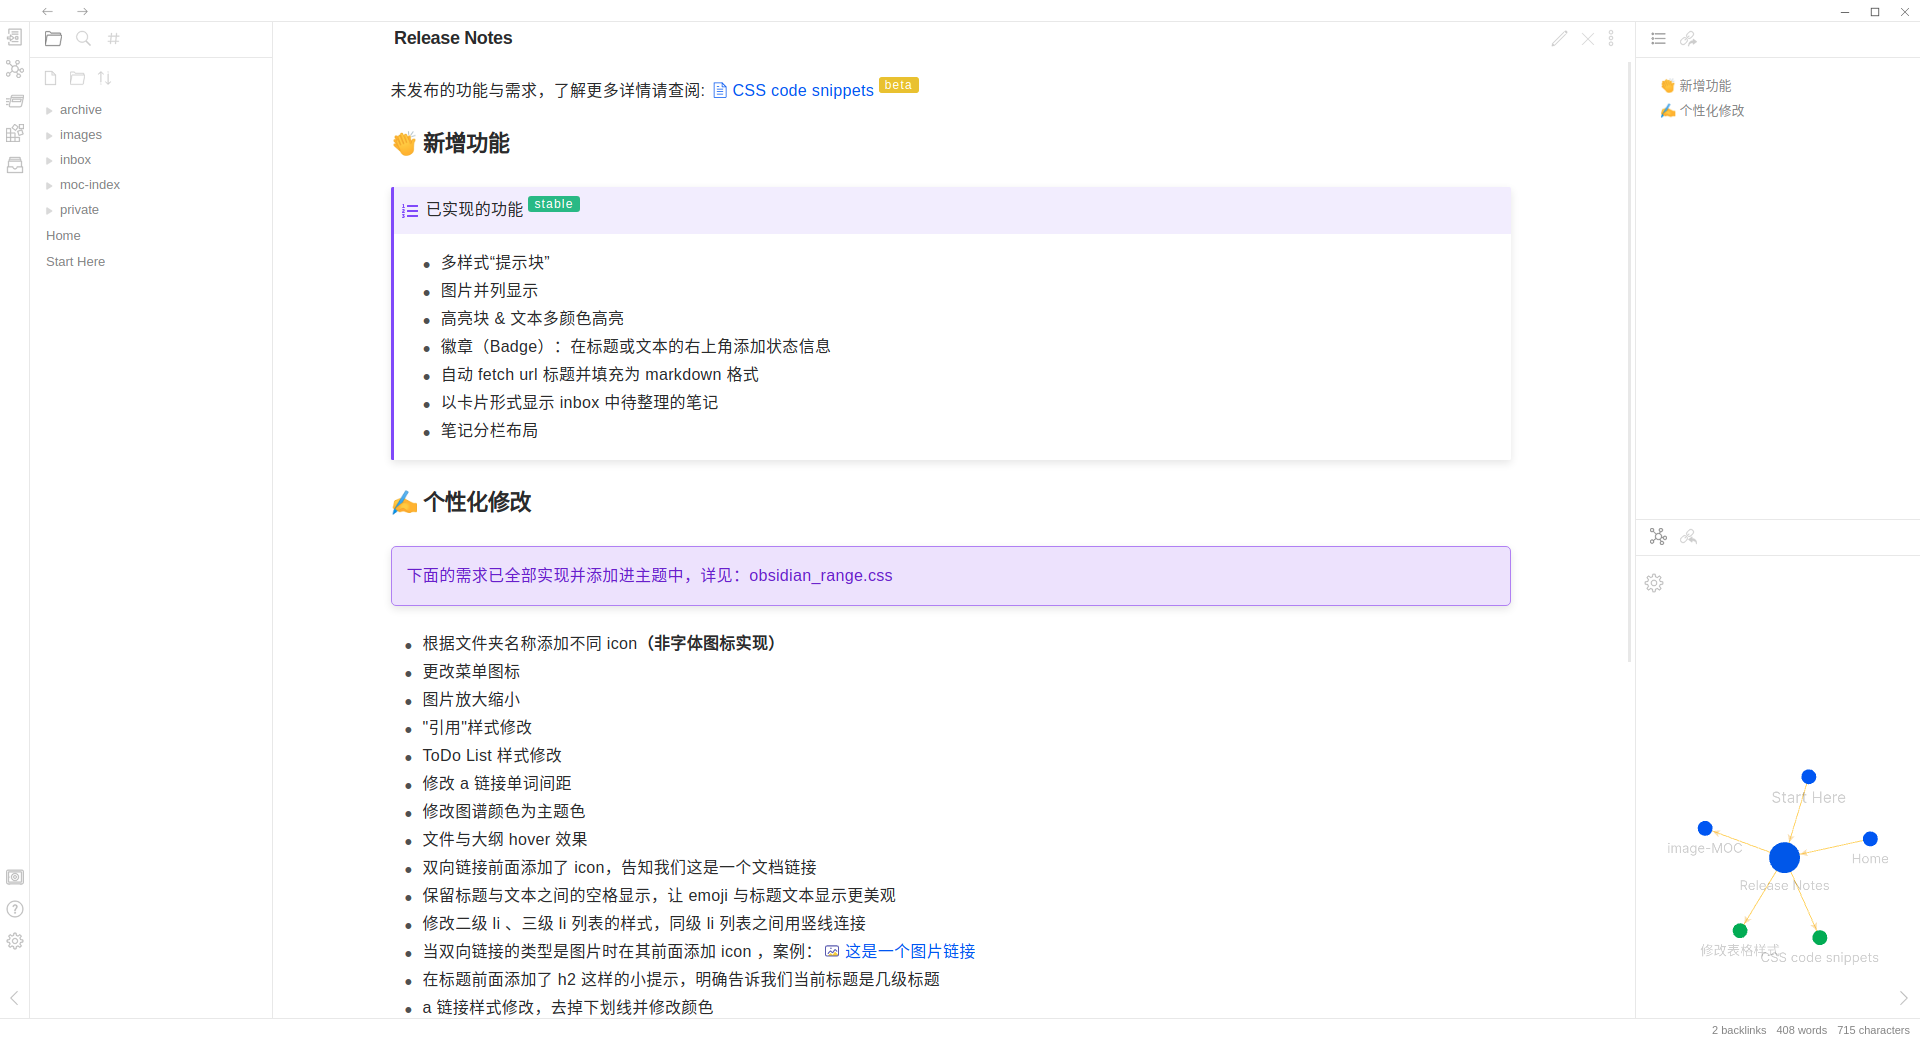 Release Notes
archive
images
inbox
moc-index
private
Home
Start Here
未发布的功能与需求，了解更多详情请查阅: CSS code snippets beta
👏 新增功能
已实现的功能 stable
多样式“提示块”
图片并列显示
高亮块 & 文本多颜色高亮
徽章（Badge）：在标题或文本的右上角添加状态信息
自动 fetch url 标题并填充为 markdown 格式
以卡片形式显示 inbox 中待整理的笔记
笔记分栏布局
✍️ 个性化修改
下面的需求已全部实现并添加进主题中，详见：obsidian_range.css
根据文件夹名称添加不同 icon（非字体图标实现）
更改菜单图标
图片放大缩小
"引用"样式修改
ToDo List 样式修改
修改 a 链接单词间距
修改图谱颜色为主题色
文件与大纲 hover 效果
双向链接前面添加了 icon，告知我们这是一个文档链接
保留标题与文本之间的空格显示，让 emoji 与标题文本显示更美观
修改二级 li 、三级 li 列表的样式，同级 li 列表之间用竖线连接
当双向链接的类型是图片时在其前面添加 icon ，案例： 这是一个图片链接
在标题前面添加了 h2 这样的小提示，明确告诉我们当前标题是几级标题
a 链接样式修改，去掉下划线并修改颜色
👏 新增功能
✍️ 个性化修改
Start Here
image-MOC
Home
Release Notes
修改表格样式
CSS code snippets
2 backlinks 408 words 715 characters